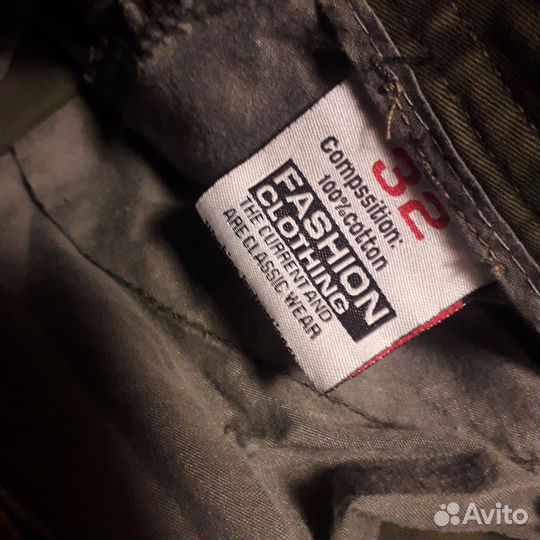 32
Compssition:
100%cotton
FASHION
CLOTHING
THE CURRENT AND
ARE CLASSIC WEAR
Avito